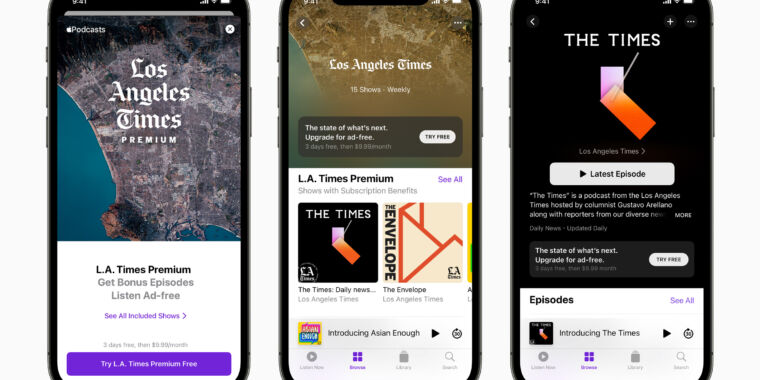 9:41
Podcasts
Los
Angeles
Times
PREMIUM
L.A. Times Premium
Get Bonus Episodes
Listen Ad-free
See All Included Shows >
3 days free, then $9.99/month
Try L.A. Times Premium Free
9:41
Los Angeles Times
15 Shows · Weekly
The state of what's next.
Upgrade for ad-free.
3 days free, then $9.99/month
TRY FREE
L.A. Times Premium
See All
Shows with Subscription Benefits
THE TIMES
LA
Times
THE
ENVELOPE
LA
Times
The Times: Daily news...
Los Angeles Times
The Envelope
Los Angeles Times
A
L
ASIAN
ENOUGH
Introducing Asian Enough
30
Listen Now
Browse
Library
Search
9:41
THE TIMES
Los Angeles Times >
Latest Episode
“The Times” is a podcast from the Los Angeles
Times hosted by columnist Gustavo Arellano
along with reporters from our diverse news
MORE
Daily News · Updated Daily
The state of what's next.
Upgrade for ad-free.
3 days free, then $9.99 month
TRY FREE
Episodes
See All
THE TIMES
Introducing The Times
30
Listen Now
Browse
Library
Search